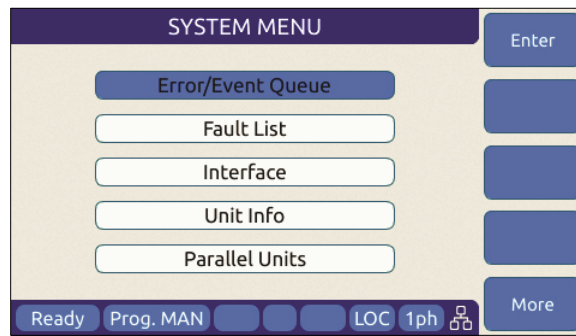 SYSTEM MENU
Enter
Error/Event Queue
Fault List
Interface
Unit Info
Parallel Units
More
Ready Prog. MAN LOC 1ph